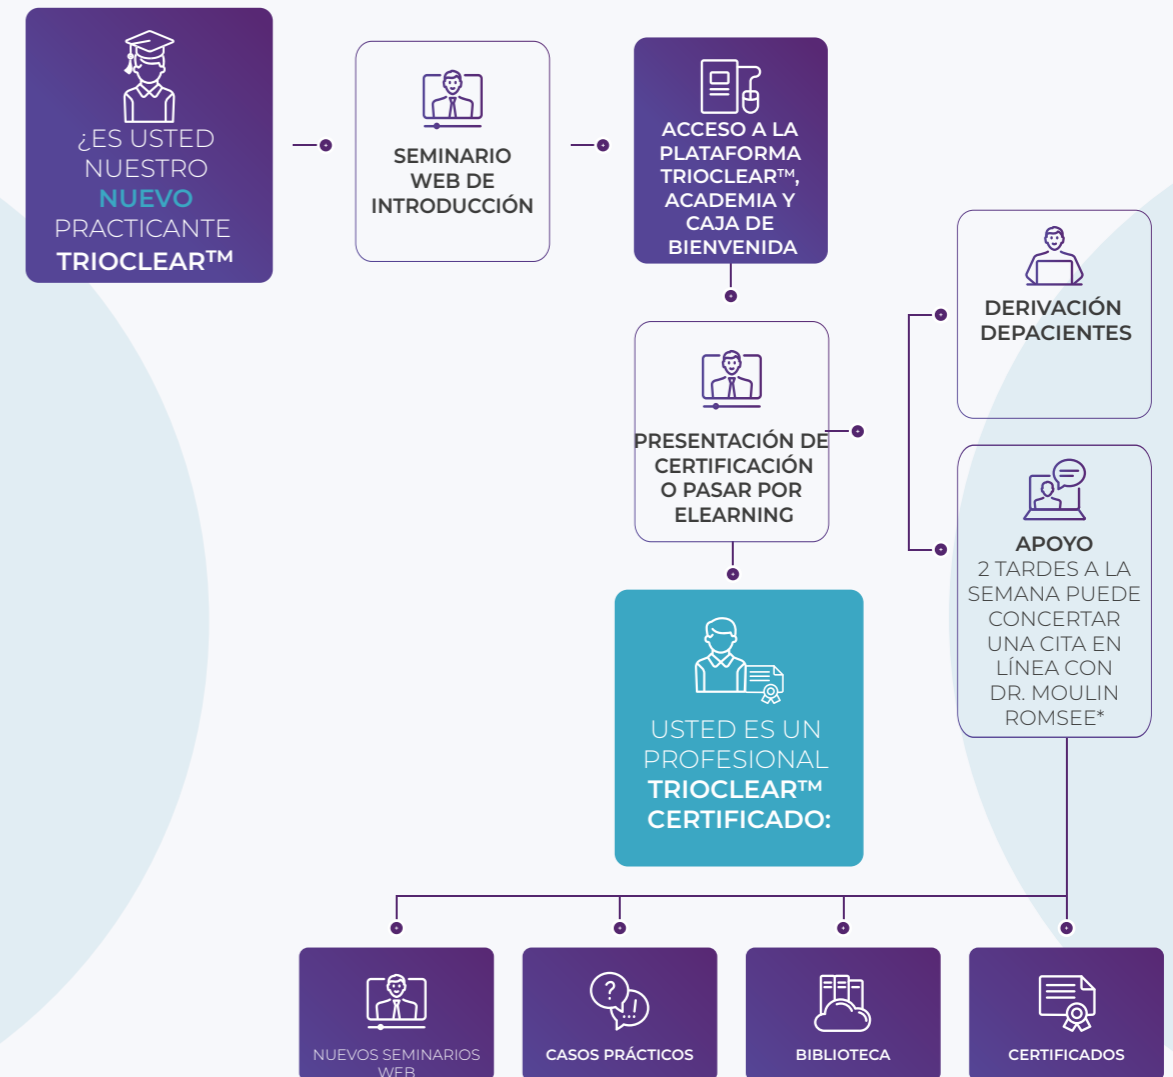 ¿ES USTED
NUESTRO
NUEVO
PRACTICANTE
TRIOCLEAR™
SEMINARIO
WEB DE
INTRODUCCIÓN
ACCESO A LA
PLATAFORMA
TRIOCLEAR™,
ACADEMIA Y
CAJA DE
BIENVENIDA
PRESENTACIÓN DE
CERTIFICACIÓN
O PASAR POR
ELEARNING
DERIVACIÓN
DEPACIENTES
APOYO
2 TARDES A LA
SEMANA PUEDE
CONCERTAR
UNA CITA EN
LÍNEA CON
DR. MOULIN
ROMSEE*
USTED ES UN
PROFESIONAL
TRIOCLEAR™
CERTIFICADO:
NUEVOS SEMINARIOS
WEB
CASOS PRÁCTICOS
BIBLIOTECA
CERTIFICADOS